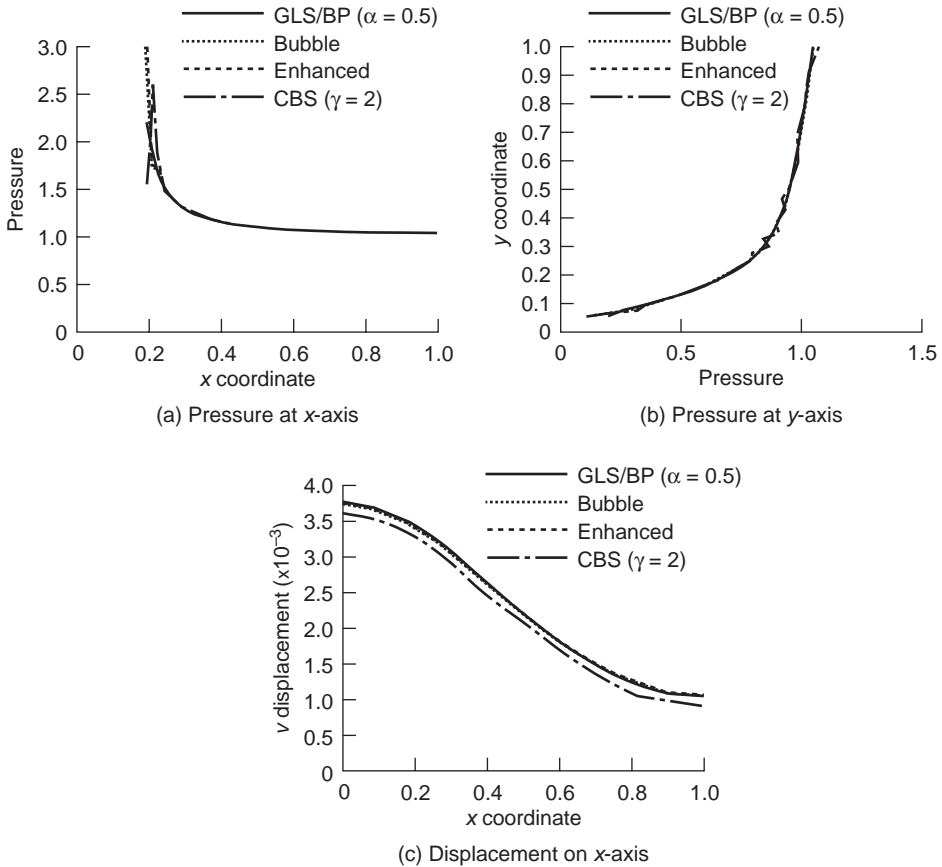 GLS/BP (α = 0.5)
Bubble
Enhanced
CBS (γ = 2)
3.0
2.5
2.0
1.5
1.0
0.5
0
Pressure
0 0.2 0.4 0.6 0.8 1.0
x coordinate
(a) Pressure at x-axis
GLS/BP (α = 0.5)
Bubble
Enhanced
CBS (γ = 2)
1.0
0.9
0.8
0.7
0.6
0.5
0.4
0.3
0.2
0.1
0
y coordinate
0 0.5 1.0 1.5
Pressure
(b) Pressure at y-axis
GLS/BP (α = 0.5)
Bubble
Enhanced
CBS (γ = 2)
4.0
3.5
3.0
2.5
2.0
1.5
1.0
0.5
0
v displacement (x10⁻³)
0 0.2 0.4 0.6 0.8 1.0
x coordinate
(c) Displacement on x-axis